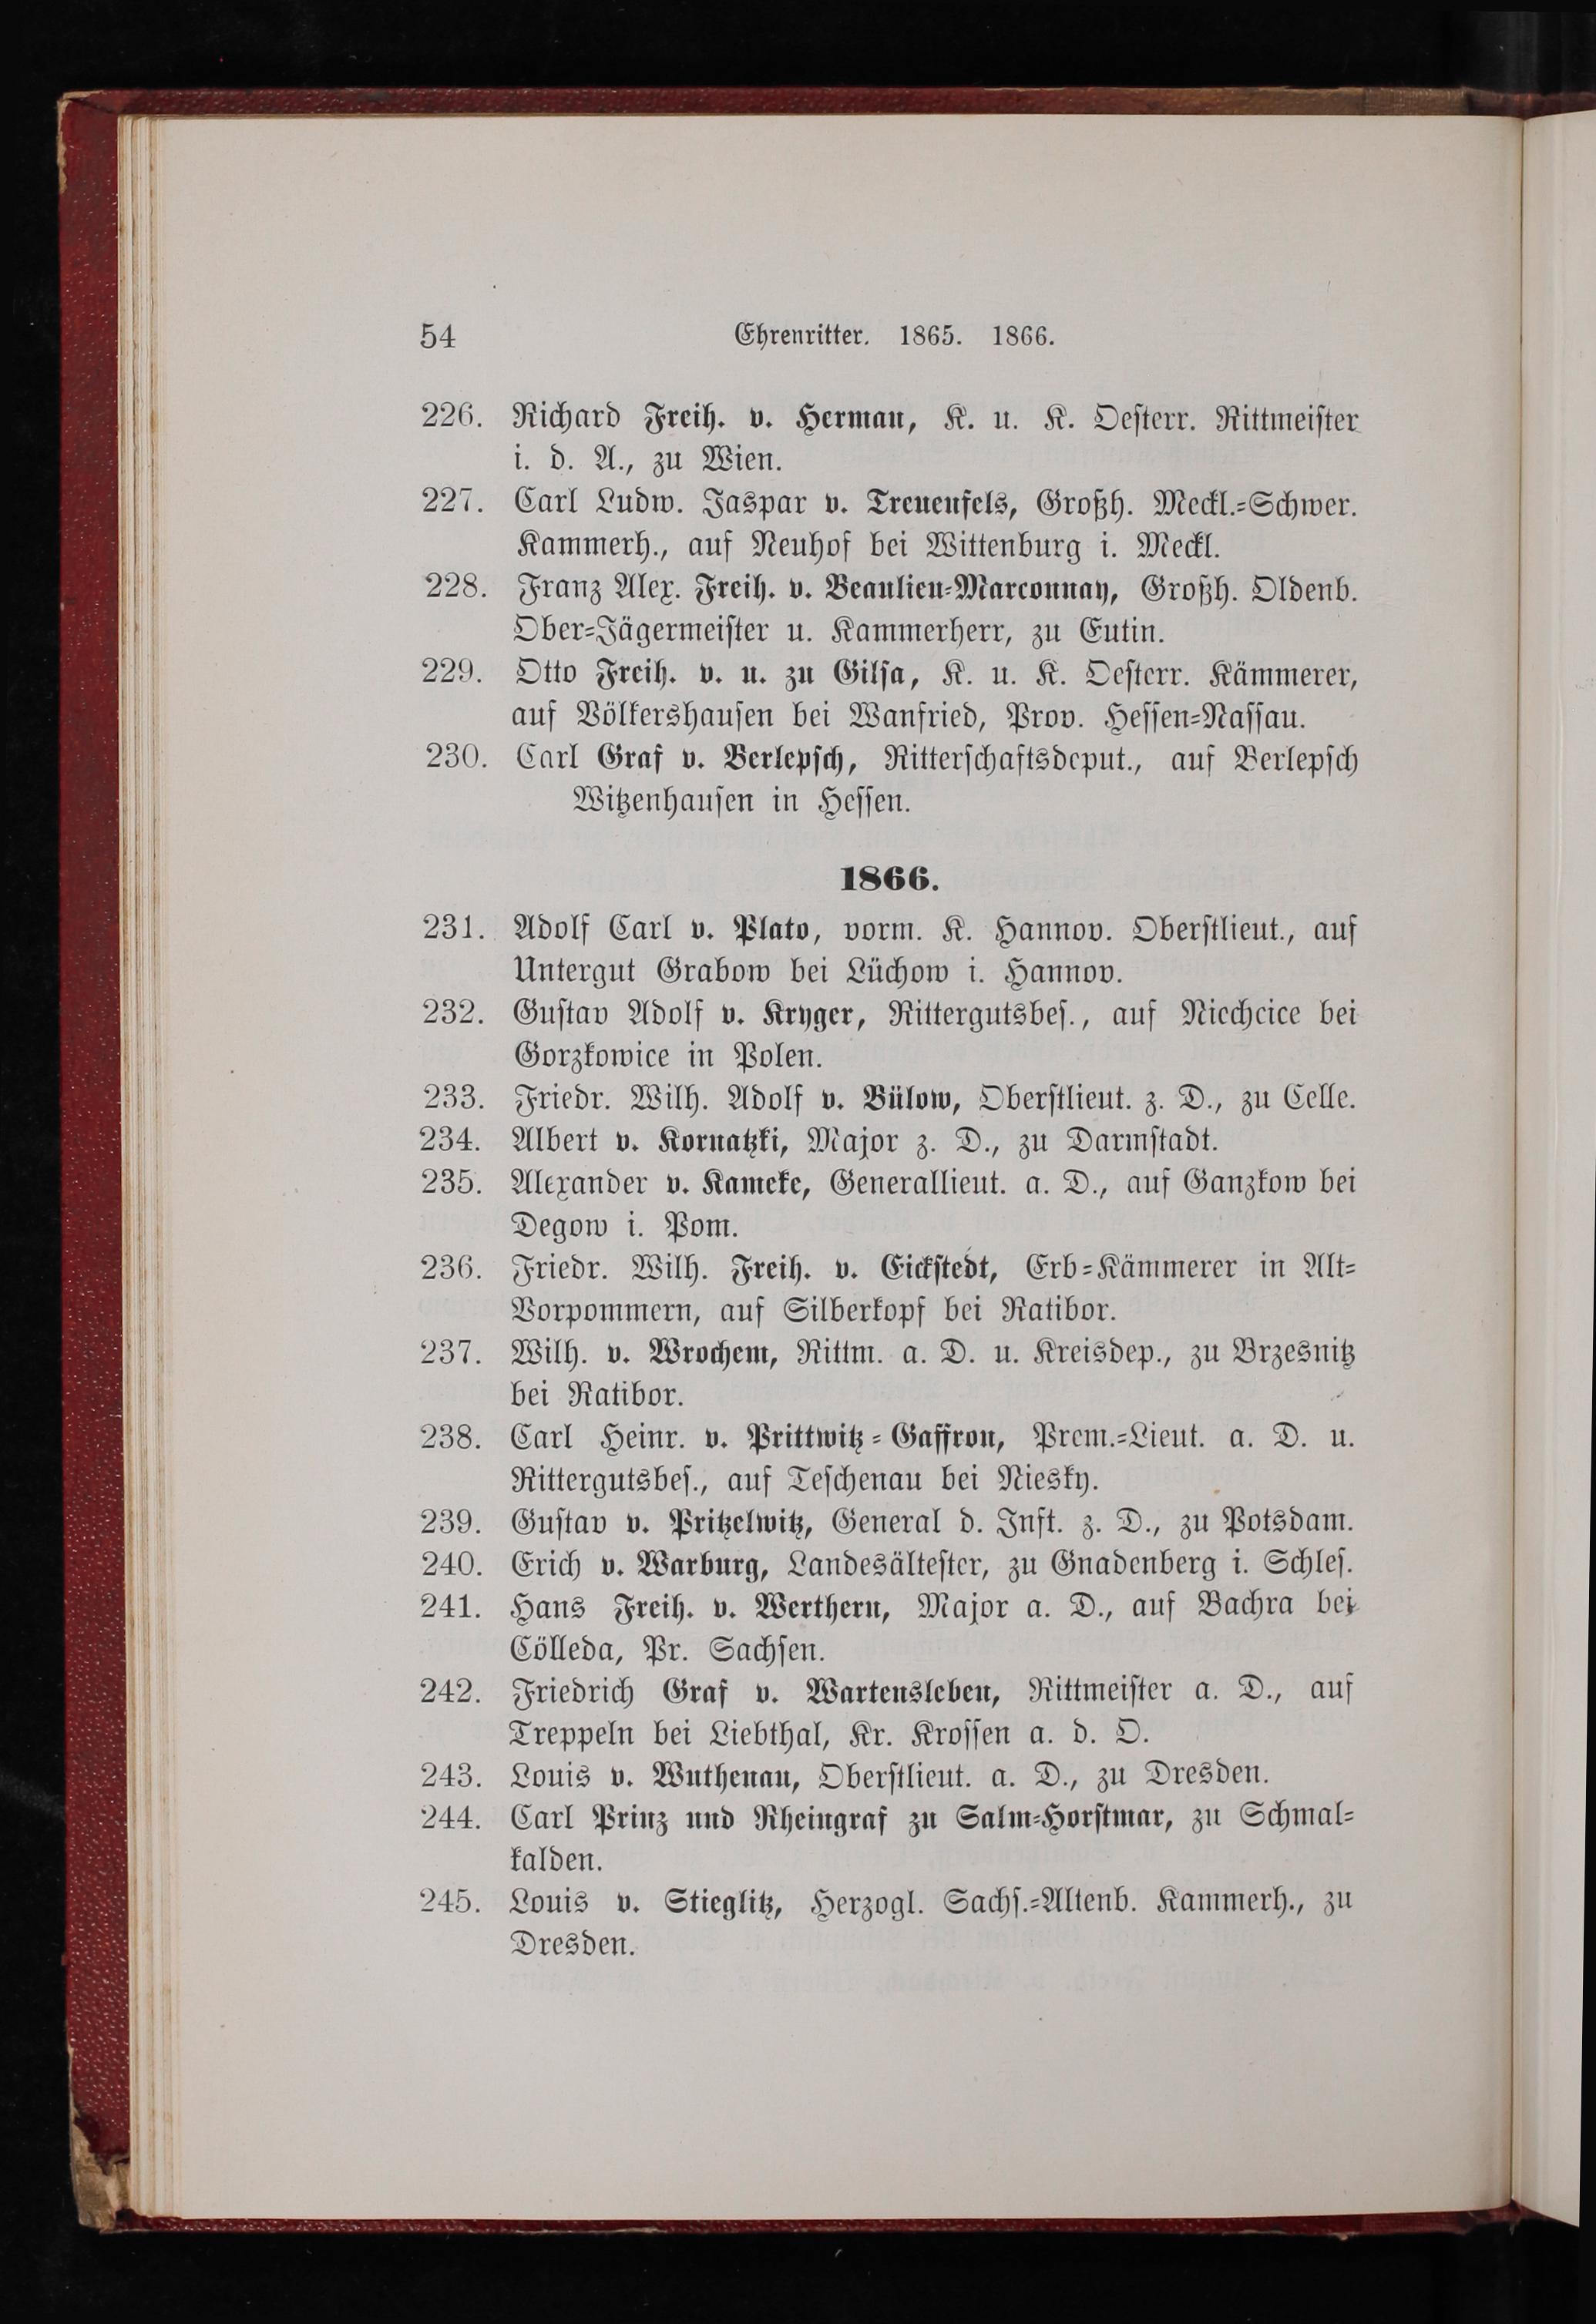 54 Ehrenritter. 1865. 1866.
226. Richard Freih. v. Herman, K. u. K. Oesterr. Rittmeister
i. d. A., zu Wien.
227. Carl Ludw. Jaspar v. Treuenfels, Großh. Meckl.-Schwer.
Kammerh., auf Neuhof bei Wittenburg i. Meckl.
228. Franz Alex. Freih. v. Beaulieu-Marconnay, Großh. Oldenb.
Ober-Jägermeister u. Kammerherr, zu Eutin.
229. Otto Freih. v. u. zu Gilsa, K. u. K. Oesterr. Kämmerer,
auf Völkershausen bei Wanfried, Prov. Hessen-Nassau.
230. Carl Graf v. Berlepsch, Ritterschaftsdeput., auf Berlepsch
Witzenhausen in Hessen.
1866.
231. Adolf Carl v. Plato, vorm. K. Hannov. Oberstlieut., auf
Untergut Grabow bei Lüchow i. Hannov.
232. Gustav Adolf v. Kryger, Rittergutsbes., auf Niechcice bei
Gorzkowice in Polen.
233. Friedr. Wilh. Adolf v. Bülow, Oberstlieut. z. D., zu Celle.
234. Albert v. Kornatzki, Major z. D., zu Darmstadt.
235. Alexander v. Kameke, Generallieut. a. D., auf Ganzkow bei
Degow i. Pom.
236. Friedr. Wilh. Freih. v. Eickstedt, Erb-Kämmerer in Alt-
Vorpommern, auf Silberkopf bei Ratibor.
237. Wilh. v. Wrochem, Rittm. a. D. u. Kreisdep., zu Brzesnitz
bei Ratibor.
238. Carl Heinr. v. Prittwitz-Gaffron, Prem.-Lieut. a. D. u.
Rittergutsbes., auf Teschenau bei Niesky.
239. Gustav v. Pritzelwitz, General d. Inft. z. D., zu Potsdam.
240. Erich v. Warburg, Landesältester, zu Gnadenberg i. Schles.
241. Hans Freih. v. Werthern, Major a. D., auf Bachra bei
Cölleda, Pr. Sachsen.
242. Friedrich Graf v. Wartensleben, Rittmeister a. D., auf
Treppeln bei Liebthal, Kr. Krossen a. d. O.
243. Louis v. Wuthenau, Oberstlieut. a. D., zu Dresden.
244. Carl Prinz und Rheingraf zu Salm-Horstmar, zu Schmal-
kalden.
245. Louis v. Stieglitz, Herzogl. Sachs.-Altenb. Kammerh., zu
Dresden.